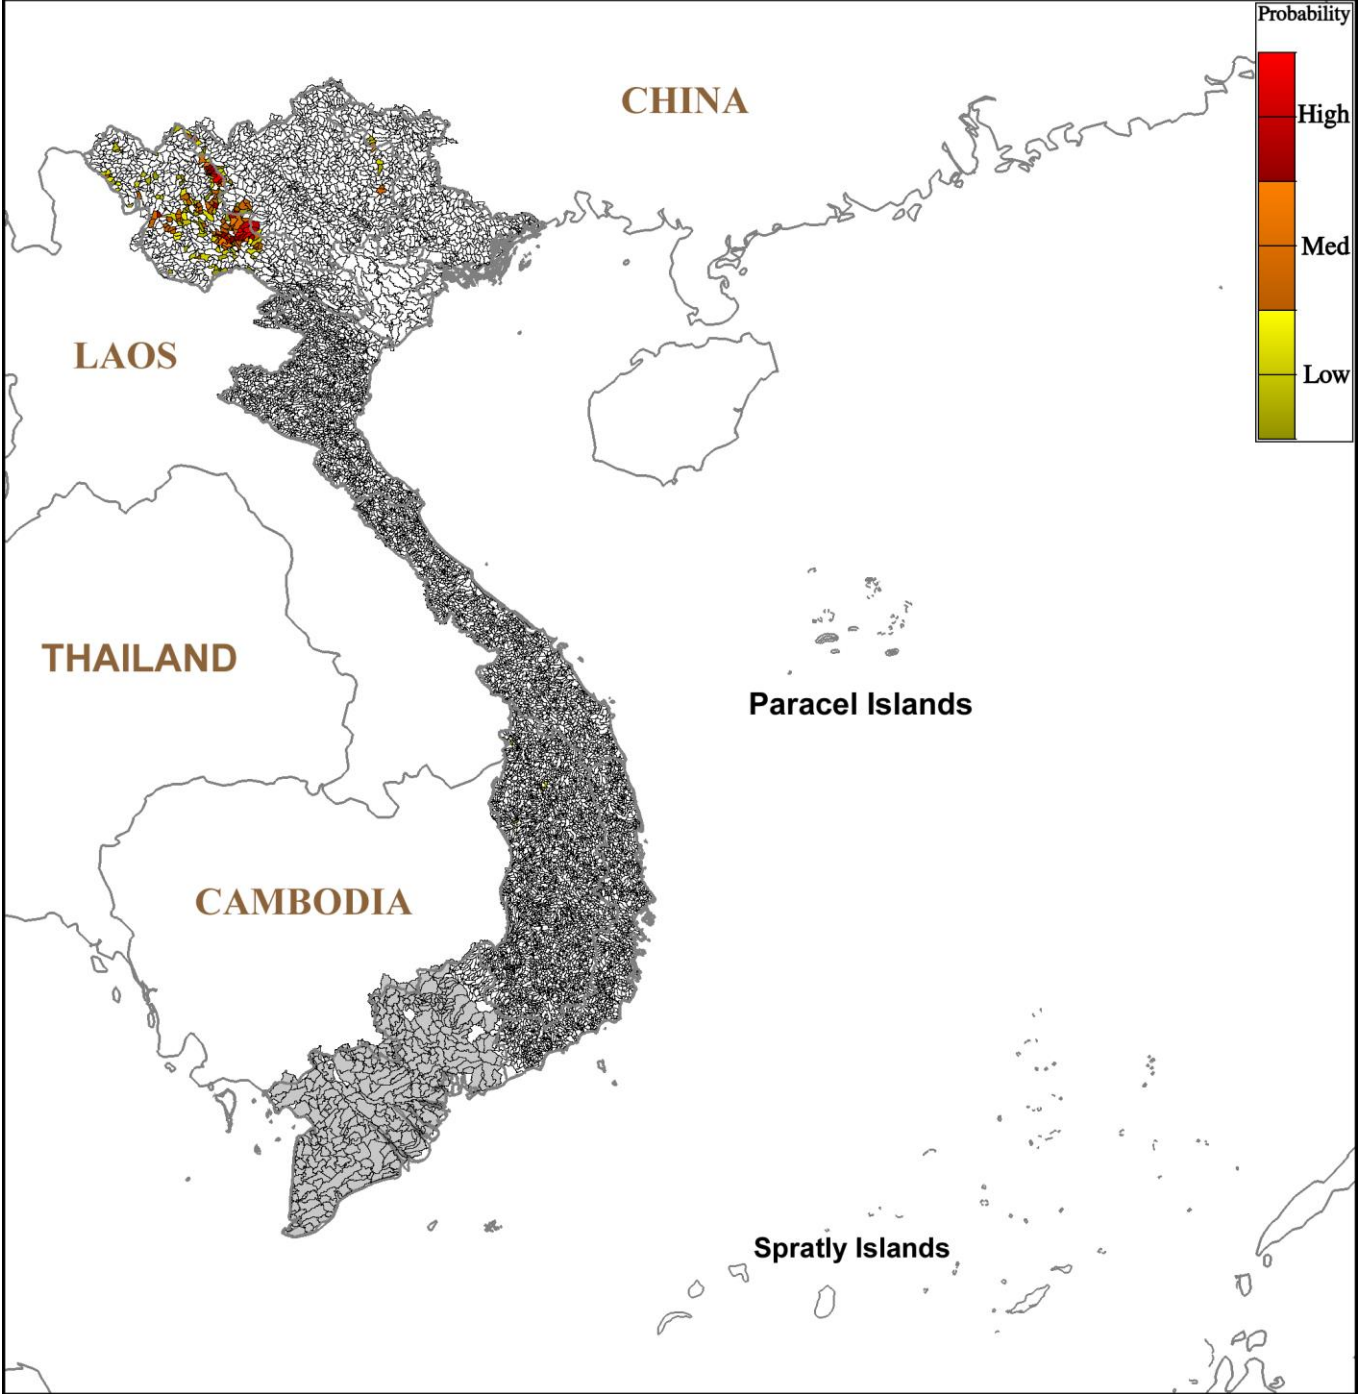 Probability
CHINA
High
Med
LAOS
Low
THAILAND
Paracel Islands
CAMBODIA
Spratly Islands